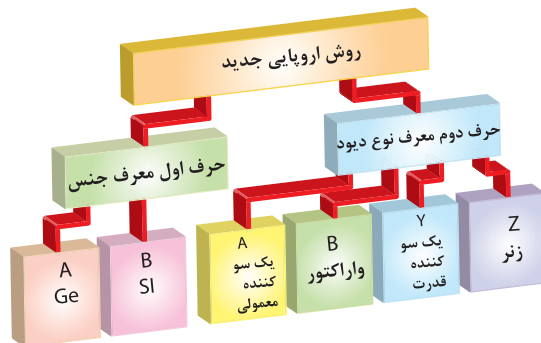 روش اروپایی جدید
حرف اول معرف جنس
حرف دوم معرف نوع دیود
A
Ge
B
SI
A
یک سو
کننده
معمولی
B
واراکتور
Y
یک سو
کننده
قدرت
Z
زنر